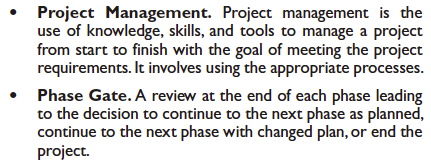 • Project Management. Project management is the
use of knowledge, skills, and tools to manage a project
from start to finish with the goal of meeting the project
requirements. It involves using the appropriate processes.
• Phase Gate. A review at the end of each phase leading
to the decision to continue to the next phase as planned,
continue to the next phase with changed plan, or end the
project.